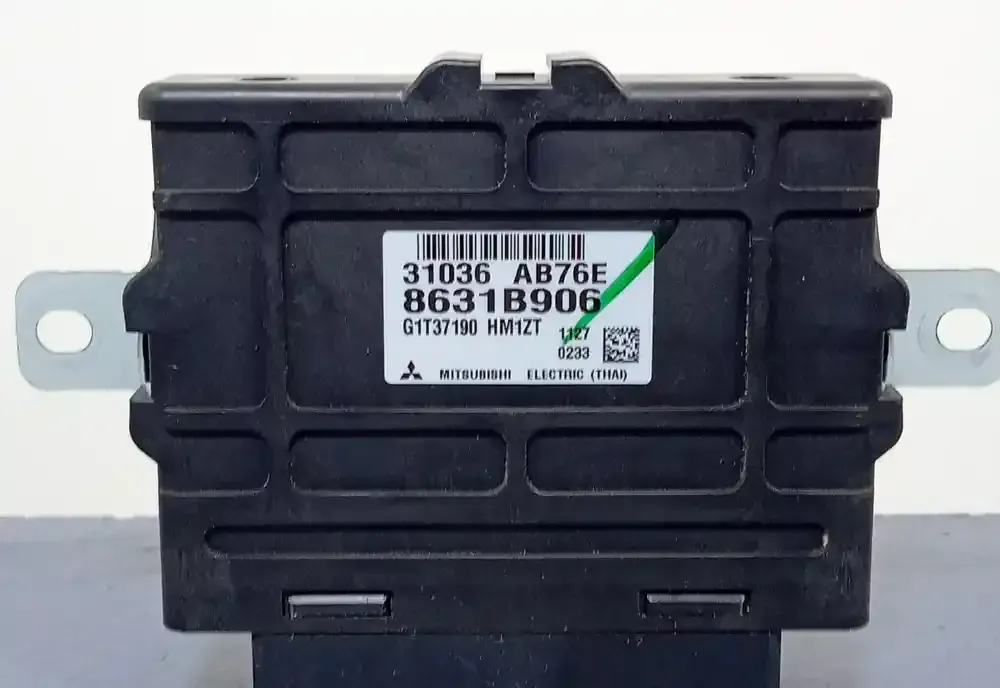 31036 AB76E
8631B906
G1T37190 HM1ZT 1127
0233
MITSUBISHI ELECTRIC (THAI)